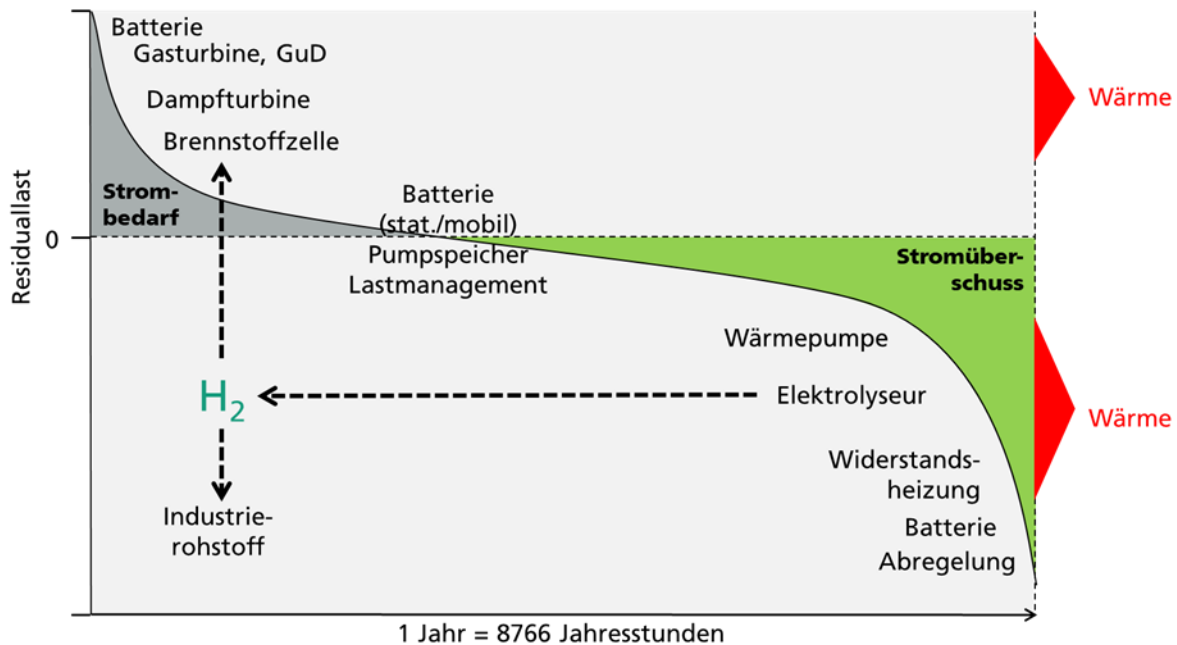 Batterie
Gasturbine, GuD
Dampfturbine
Brennstoffzelle
Strom-
bedarf
Batterie
(stat./mobil)
Pumpspeicher
Lastmanagement
Residuallast
0
Stromüber-
schuss
Wärme
Wärmepumpe
H2
Elektrolyseur
Wärme
Widerstands-
heizung
Batterie
Abregelung
Industrie-
rohstoff
1 Jahr = 8766 Jahresstunden